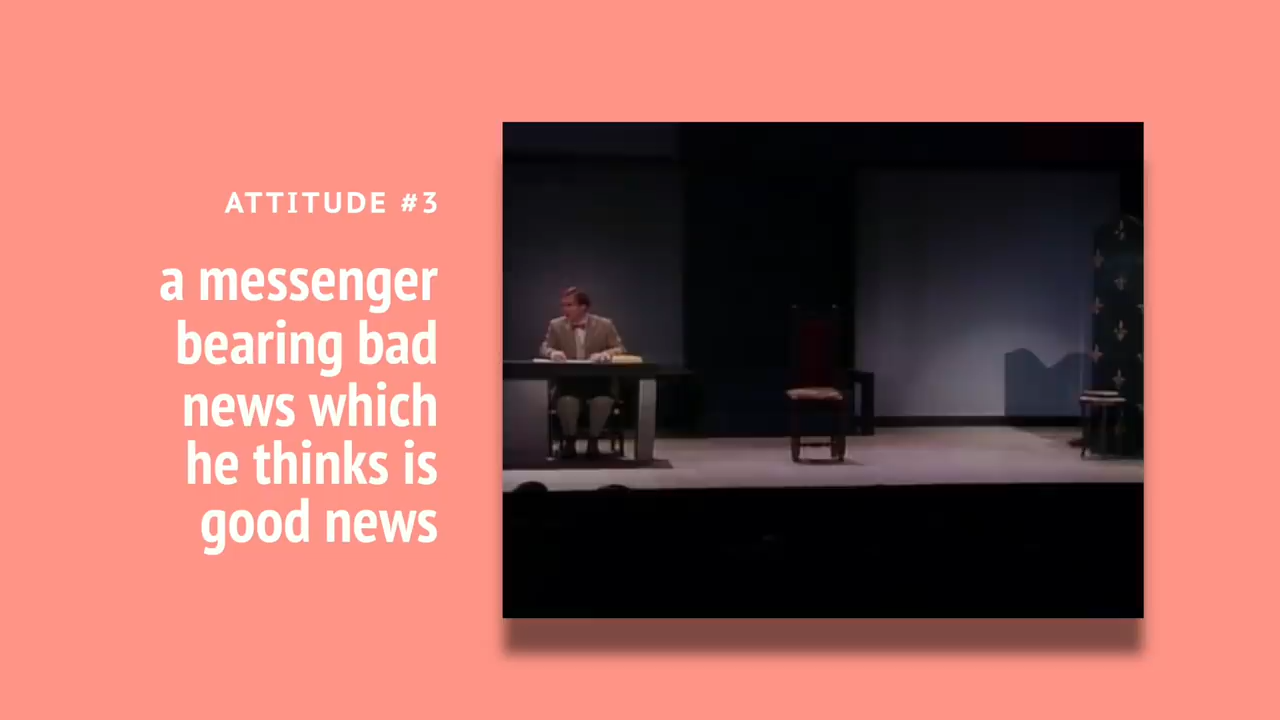 ATTITUDE #3
a messenger
bearing bad
news which
he thinks is
good news